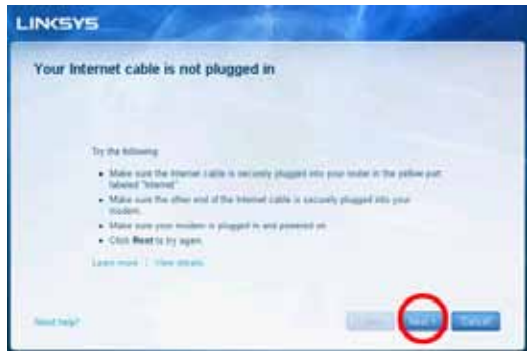 LINKSYS
Your Internet cable is not plugged in
Try the following:
• Make sure the Internet cable is securely plugged into your router in the yellow port
labeled "Internet".
• Make sure the other end of the Internet cable is securely plugged into your
modem.
• Make sure your modem is plugged in and powered on.
• Click Next to try again.
Learn more | View details
Need help? Next Cancel